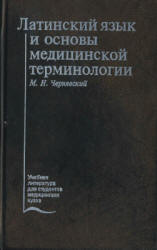 Латинский язык
и основы
медицинской
терминологии
М. Н. Чернявский
Учебная
литература
для студентов
медицинских
вузов